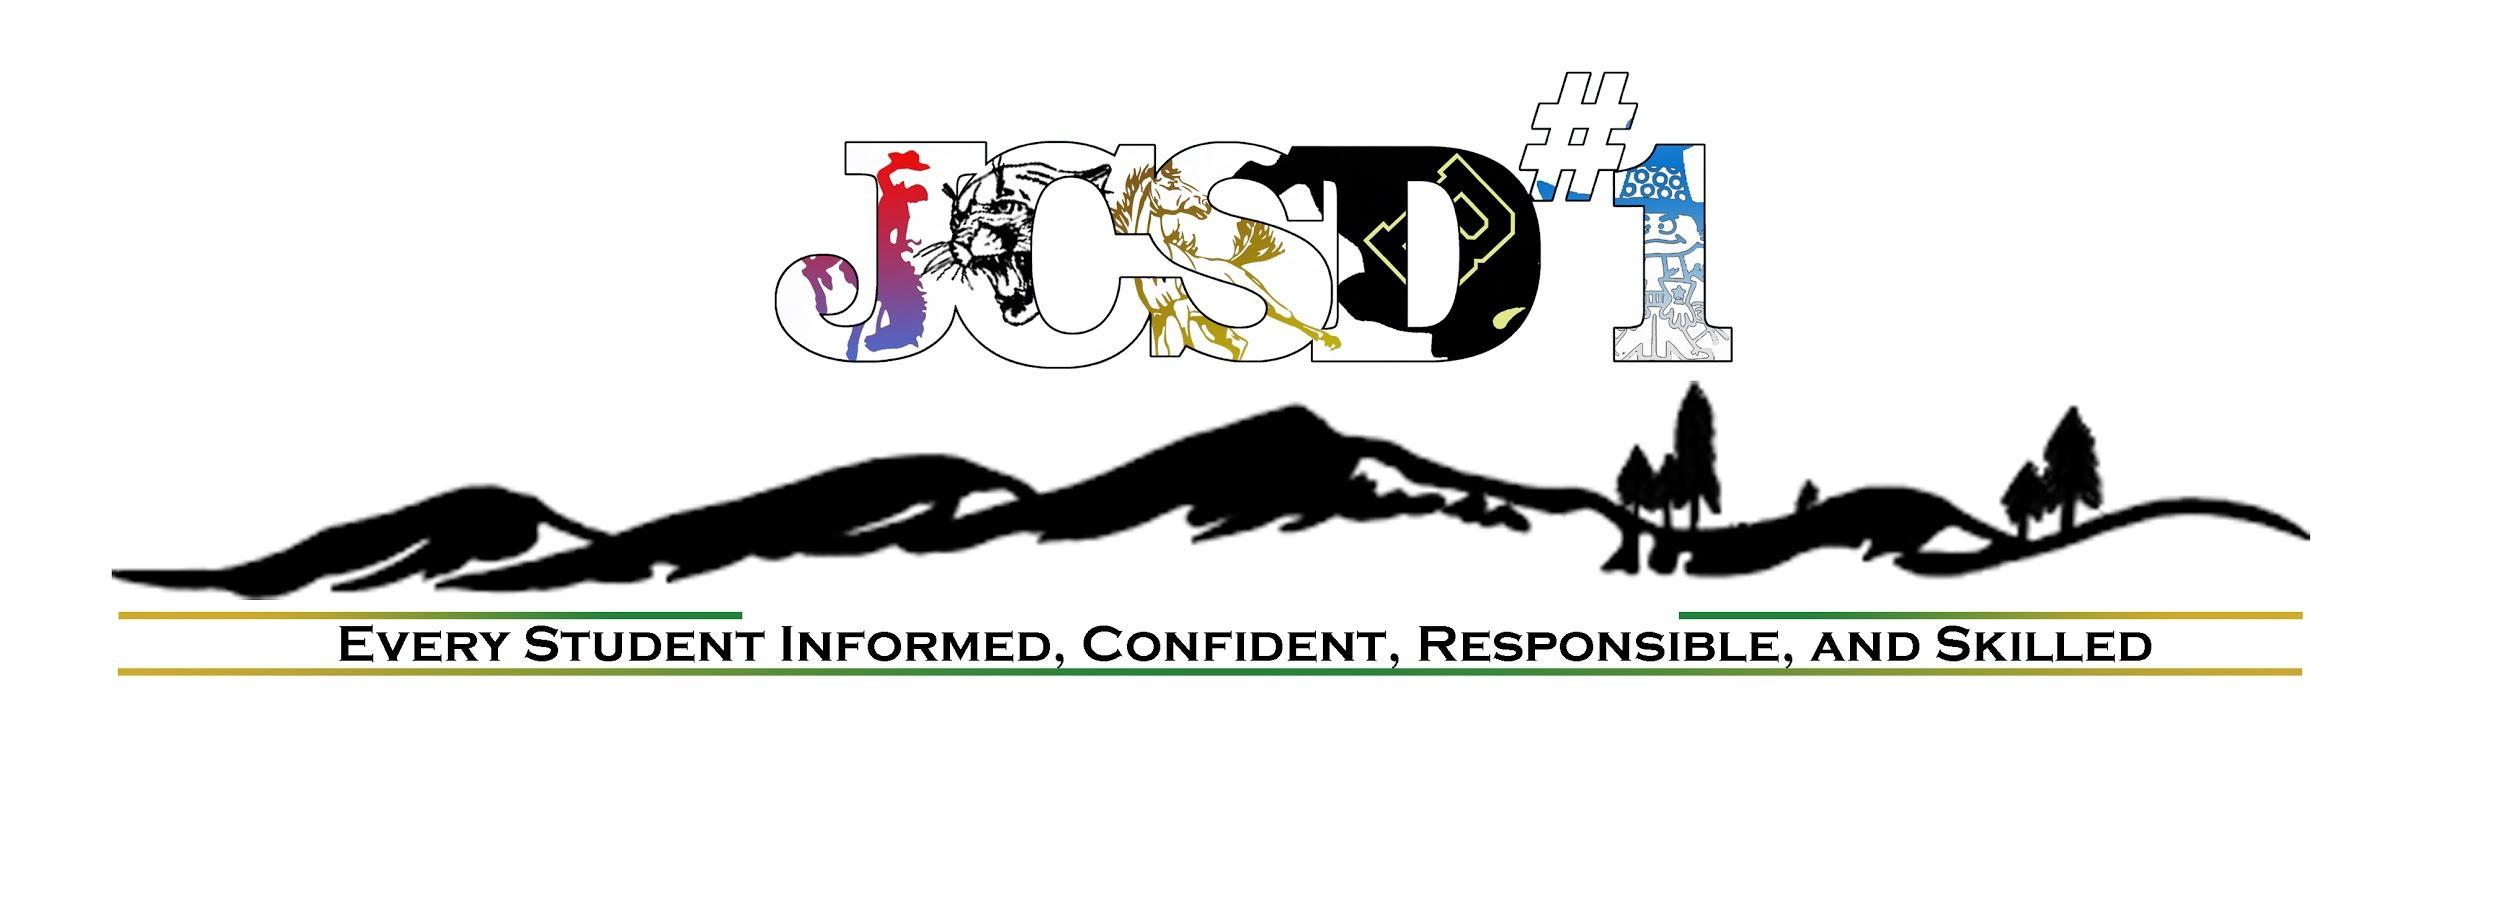 JCSD#1
Every Student Informed, Confident, Responsible, and Skilled